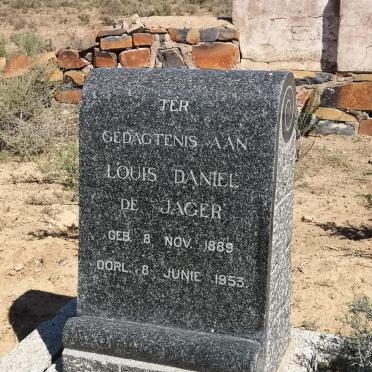 TER
GEDAGTENIS AAN
LOUIS DANIEL
DE JAGER
GEB. 8 NOV. 1889
OORL. 8 JUNIE 1953.